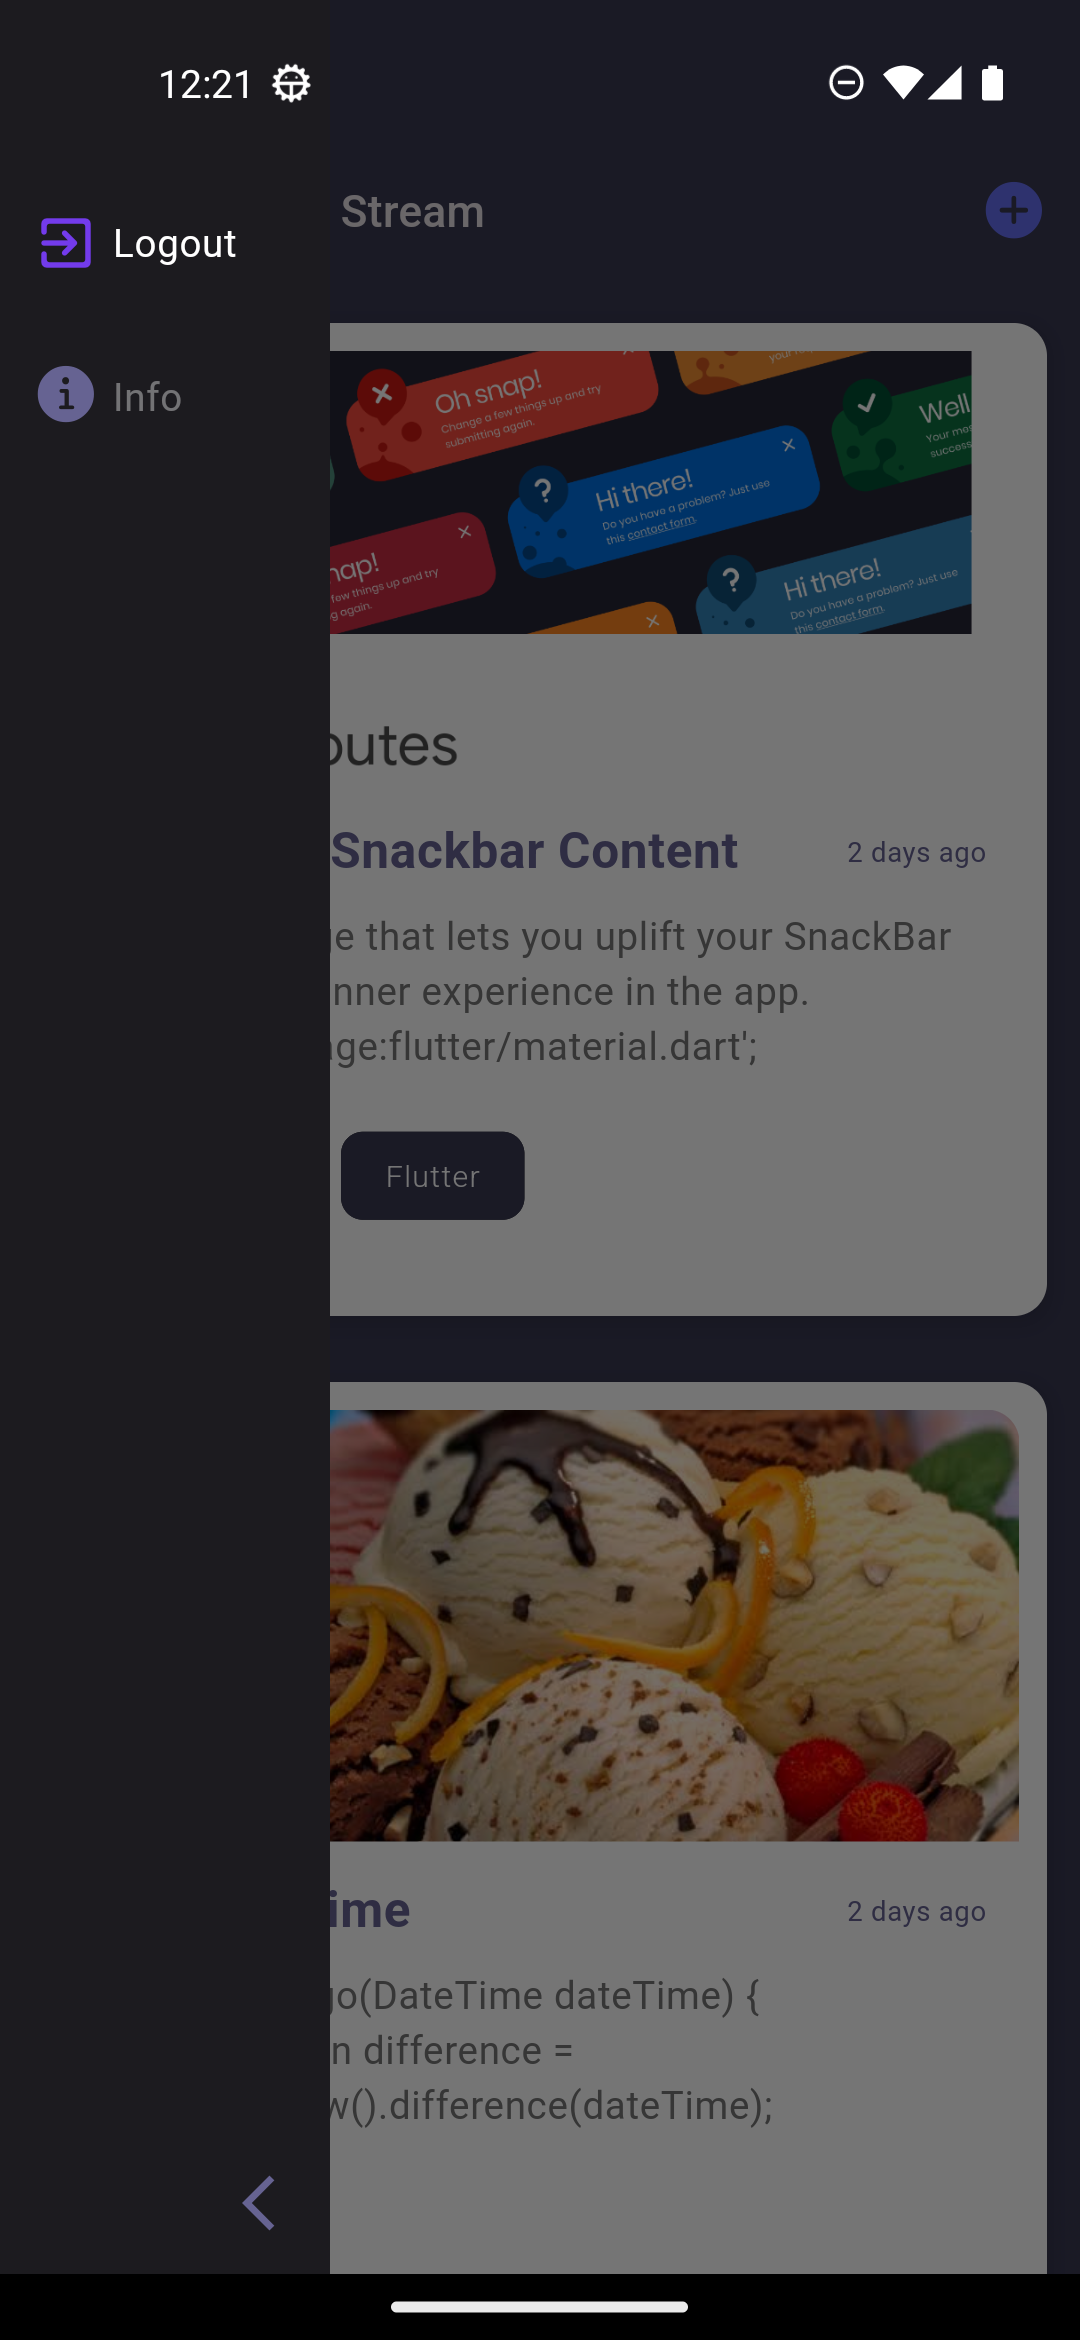 12:21
Stream
Logout
Info
your
Oh snap!
Change a few things up and try
submitting again.
Well
Your
success
Hi there!
Do you have a problem? Just use
this contact form.
nap!
few things up and try
g again.
Hi there!
Do you have a problem? Just use
this contact form.
butes
Snackbar Content
2 days ago
ge that lets you uplift your SnackBar
nner experience in the app.
age:flutter/material.dart';
Flutter
ime
2 days ago
go(DateTime dateTime) {
n difference =
w().difference(dateTime);